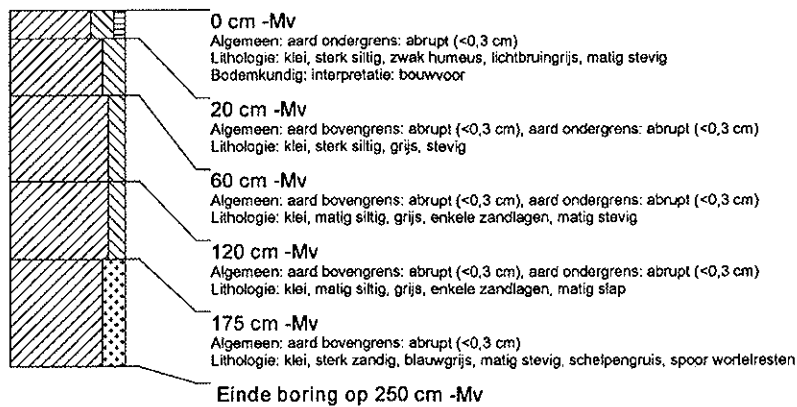 0 cm -Mv
Algemeen: aard ondergrens: abrupt (<0,3 cm)
Lithologie: klei, sterk siltig, zwak humeus, lichtbruingrijs, matig stevig
Bodemkundig: interpretatie: bouwvoor
20 cm -Mv
Algemeen: aard bovengrens: abrupt (<0,3 cm), aard ondergrens: abrupt (<0,3 cm)
Lithologie: klei, sterk siltig, grijs, stevig
60 cm -Mv
Algemeen: aard bovengrens: abrupt (<0,3 cm), aard ondergrens: abrupt (<0,3 cm)
Lithologie: klei, matig siltig, grijs, enkele zandlagen, matig stevig
120 cm -Mv
Algemeen: aard bovengrens: abrupt (<0,3 cm), aard ondergrens: abrupt (<0,3 cm)
Lithologie: klei, matig siltig, grijs, enkele zandlagen, matig slap
175 cm -Mv
Algemeen: aard bovengrens: abrupt (<0,3 cm)
Lithologie: klei, sterk zandig, blauwgrijs, matig stevig, schelpengruis, spoor wortelresten
Einde boring op 250 cm -Mv